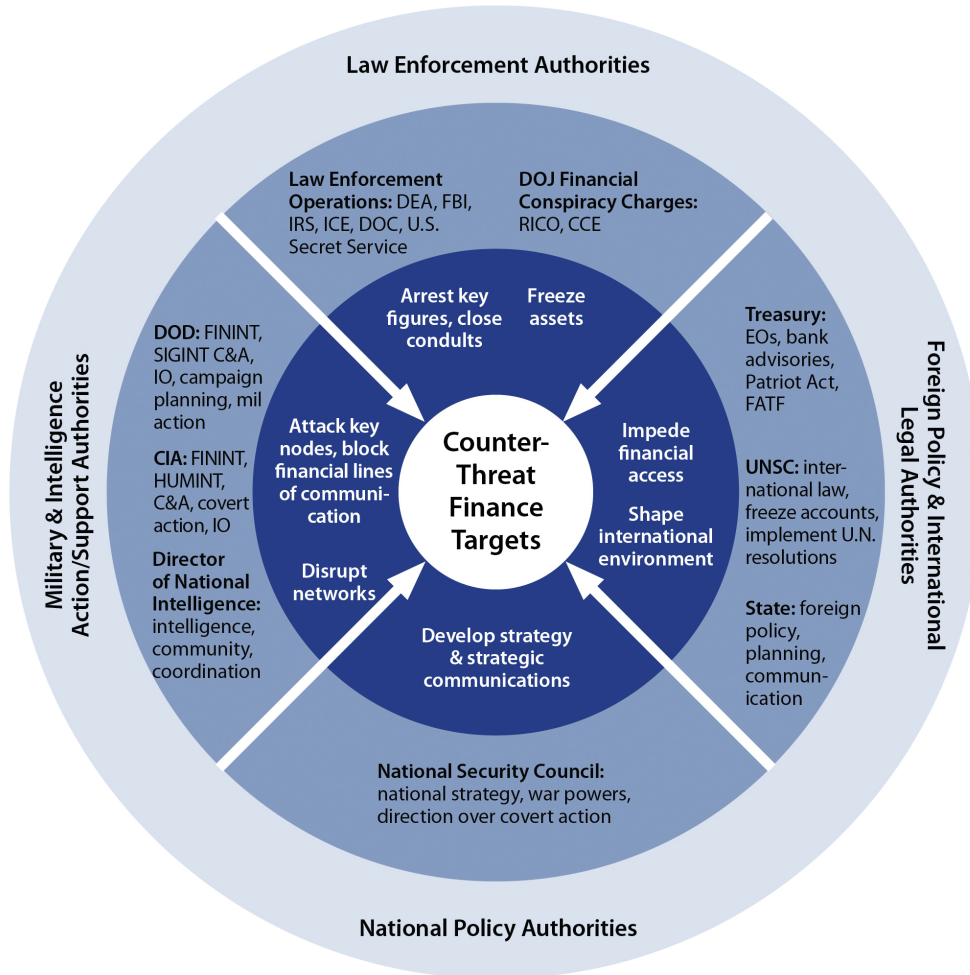 Law Enforcement Authorities
Law Enforcement
Operations: DEA, FBI,
IRS, ICE, DOC, U.S.
Secret Service
DOJ Financial
Conspiracy Charges:
RICO, CCE
Arrest key
figures, close
condults
Freeze
assets
Military & Intelligence
Action/Support Authorities
DOD: FININT,
SIGINT C&A,
IO, campaign
planning, mil
action
CIA: FININT,
HUMINT,
C&A, covert
action, IO
Director
of National
Intelligence:
intelligence,
community,
coordination
Attack key
nodes, block
financial lines
of communi-
cation
Disrupt
networks
Counter-
Threat
Finance
Targets
Impede
financial
access
Shape
international
environment
Treasury:
EOs, bank
advisories,
Patriot Act,
FATF
UNSC: inter-
national law,
freeze accounts,
implement U.N.
resolutions
State: foreign
policy,
planning,
commun-
ication
Foreign Policy & International
Legal Authorities
Develop strategy
& strategic
communications
National Security Council:
national strategy, war powers,
direction over covert action
National Policy Authorities